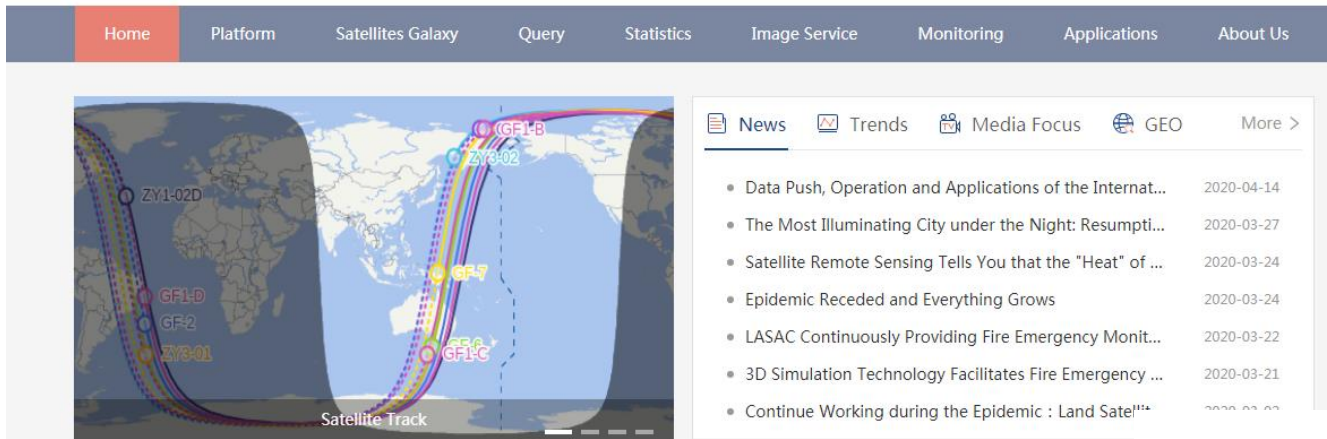 Home Platform Satellites Galaxy Query Statistics Image Service Monitoring Applications About Us
GF1-B
ZY3-02
ZY1-02D
GF-7
GF1-D
GF-2
GF-6
GF1-C
ZY3-01
Satellite Track
News Trends Media Focus GEO More >
Data Push, Operation and Applications of the Internat... 2020-04-14
The Most Illuminating City under the Night: Resumpti... 2020-03-27
Satellite Remote Sensing Tells You that the "Heat" of ... 2020-03-24
Epidemic Receded and Everything Grows 2020-03-24
LASAC Continuously Providing Fire Emergency Monit... 2020-03-22
3D Simulation Technology Facilitates Fire Emergency ... 2020-03-21
Continue Working during the Epidemic : Land